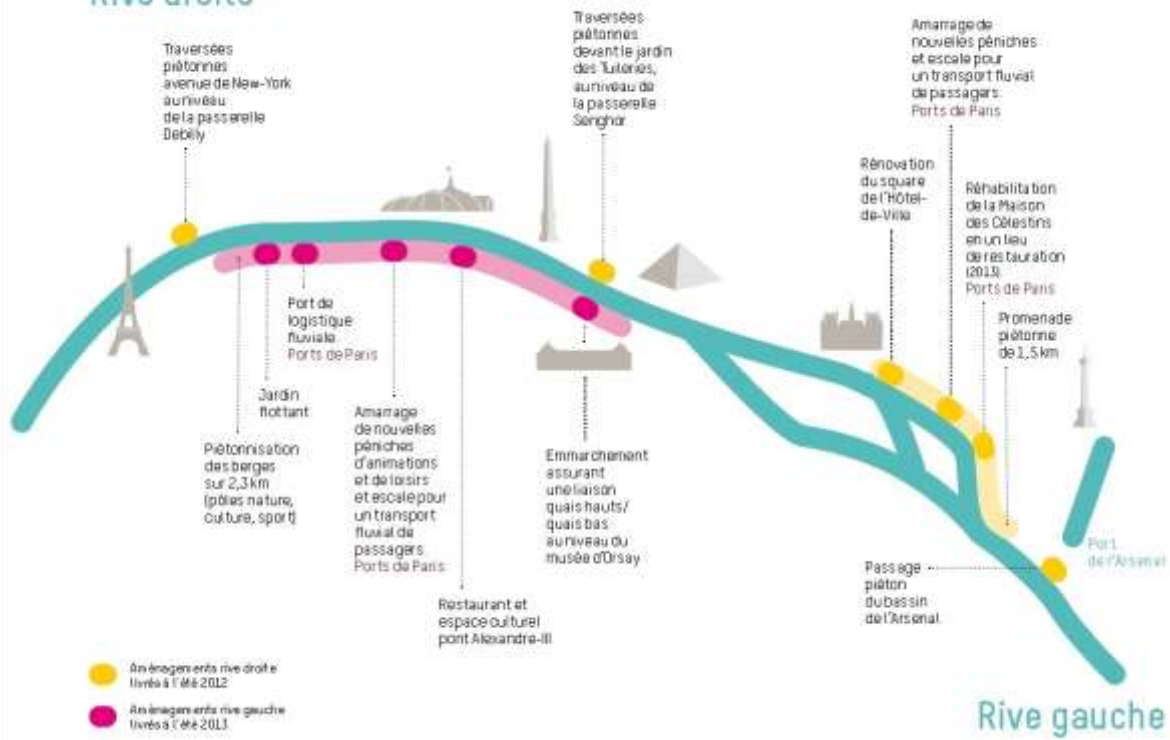 Rive droite
Traversées
piétonnes
avenue de New-York
au niveau
de la passerelle
Debilly
Traversées
piétonnes
devant le jardin
des Tuileries,
au niveau de
la passerelle
Senghor
Amarrage de
nouvelles péniches
et escale pour
un transport fluvial
de passagers
Ports de Paris
Rénovation
du square
de l'Hôtel-
de-Ville
Réhabilitation
de la Maison
des Célestins
en un lieu
de restauration
(2013)
Ports de Paris
Promenade
piétonne
de 1,5 km
Port de
logistique
fluviale
Ports de Paris
Jardin
flottant
Piétonnisation
des berges
sur 2,3 km
(pôles nature,
culture, sport)
Amarrage
de nouvelles
péniches
d'animations
et de loisirs
et escale pour
un transport
fluvial de
passagers
Ports de Paris
Restaurant et
espace culturel
pont Alexandre-III
Emmarchement
assurant
une liaison
quais hauts/
quais bas
au niveau du
musée d'Orsay
Passage
piéton
du bassin
de l'Arsenal
Port
de l'Arsenal
Aménagements rive droite
livrés à l'été 2012
Aménagements rive gauche
livrés à l'été 2013
Rive gauche